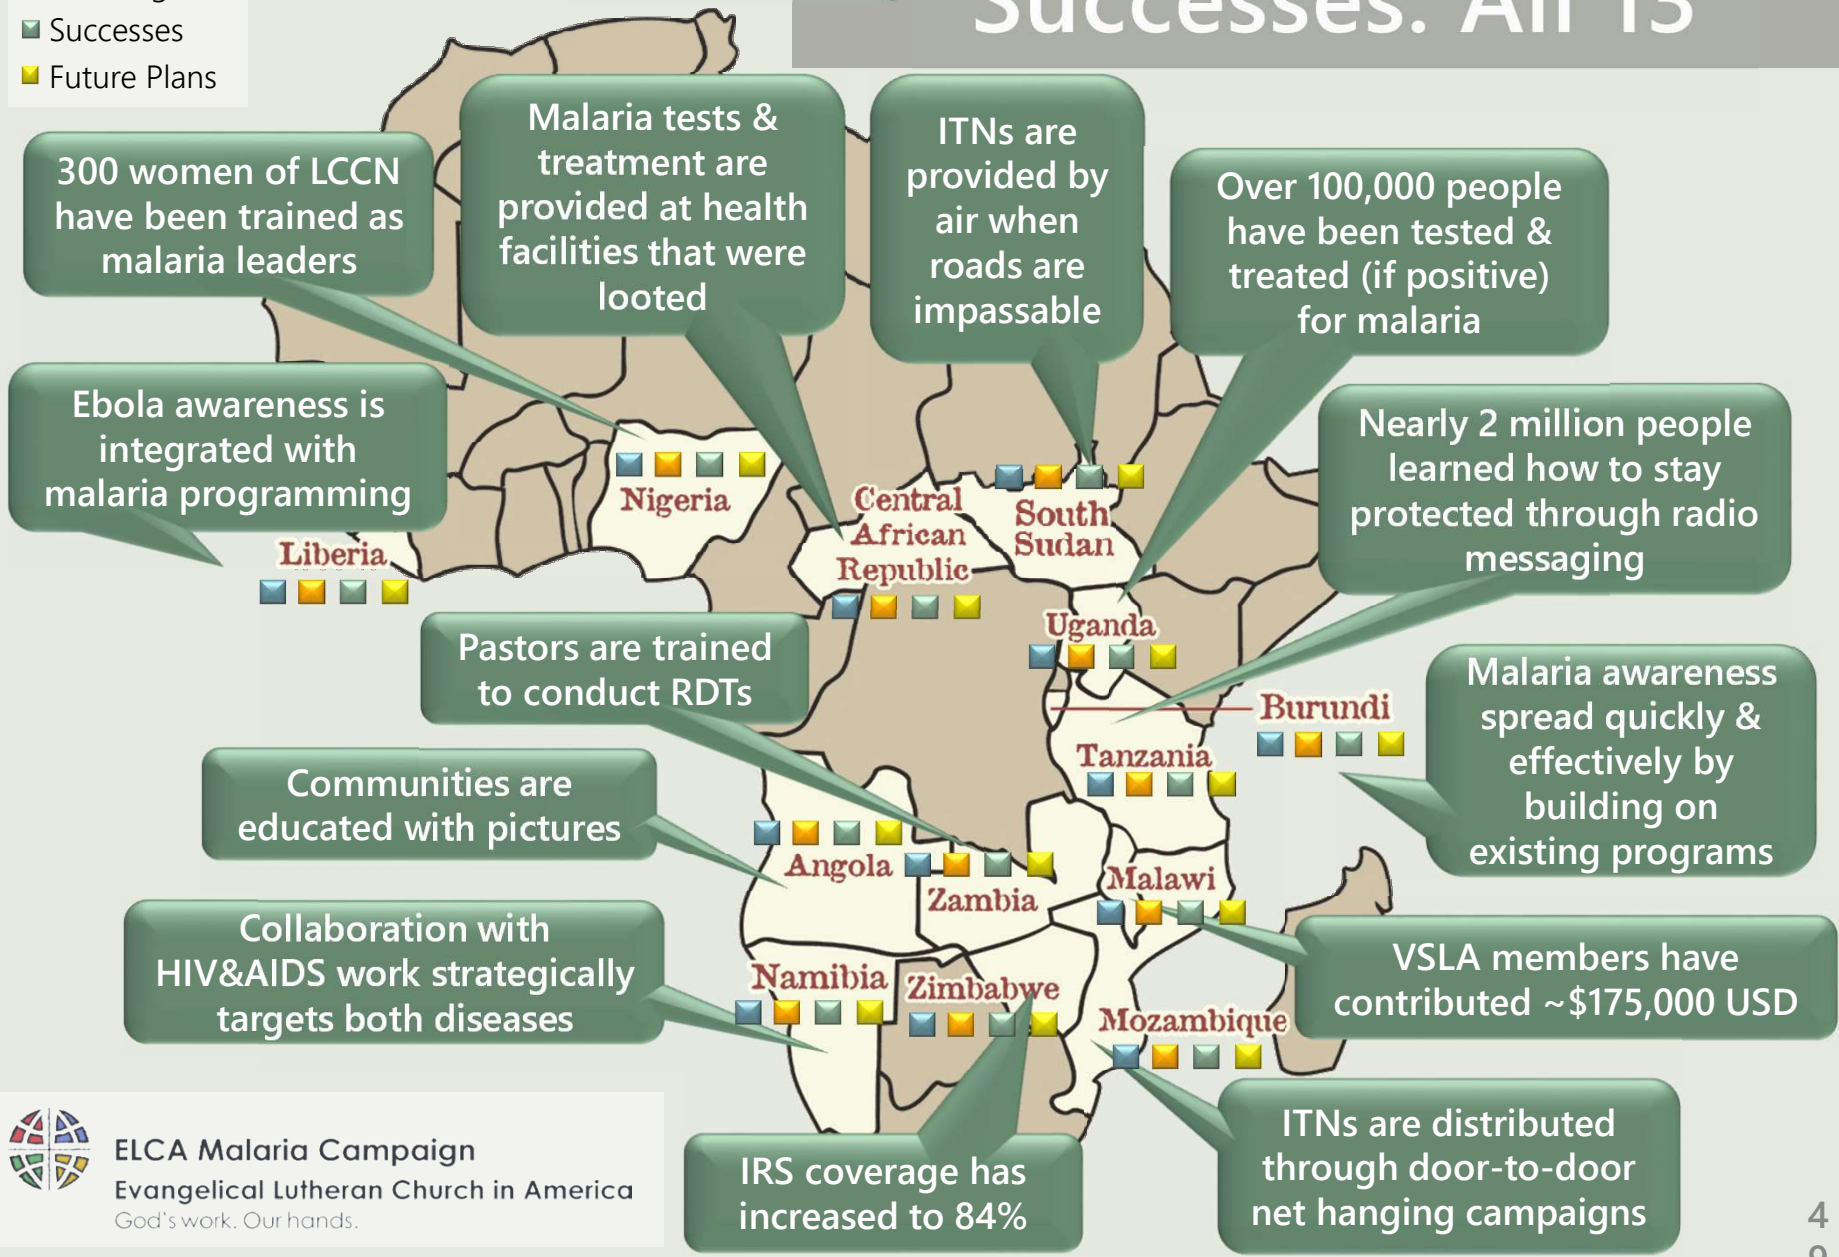 Successes: All 13
Successes
Future Plans
300 women of LCCN
have been trained as
malaria leaders
Malaria tests &
treatment are
provided at health
facilities that were
looted
ITNs are
provided by
air when
roads are
impassable
Over 100,000 people
have been tested &
treated (if positive)
for malaria
Ebola awareness is
integrated with
malaria programming
Nearly 2 million people
learned how to stay
protected through radio
messaging
Nigeria
Central
African
Republic
South
Sudan
Liberia
Uganda
Pastors are trained
to conduct RDTs
Burundi
Malaria awareness
spread quickly &
effectively by
building on
existing programs
Tanzania
Communities are
educated with pictures
Angola
Zambia
Malawi
Collaboration with
HIV&AIDS work strategically
targets both diseases
VSLA members have
contributed ~$175,000 USD
Namibia
Zimbabwe
Mozambique
IRS coverage has
increased to 84%
ITNs are distributed
through door-to-door
net hanging campaigns
ELCA Malaria Campaign
Evangelical Lutheran Church in America
God's work. Our hands.
4